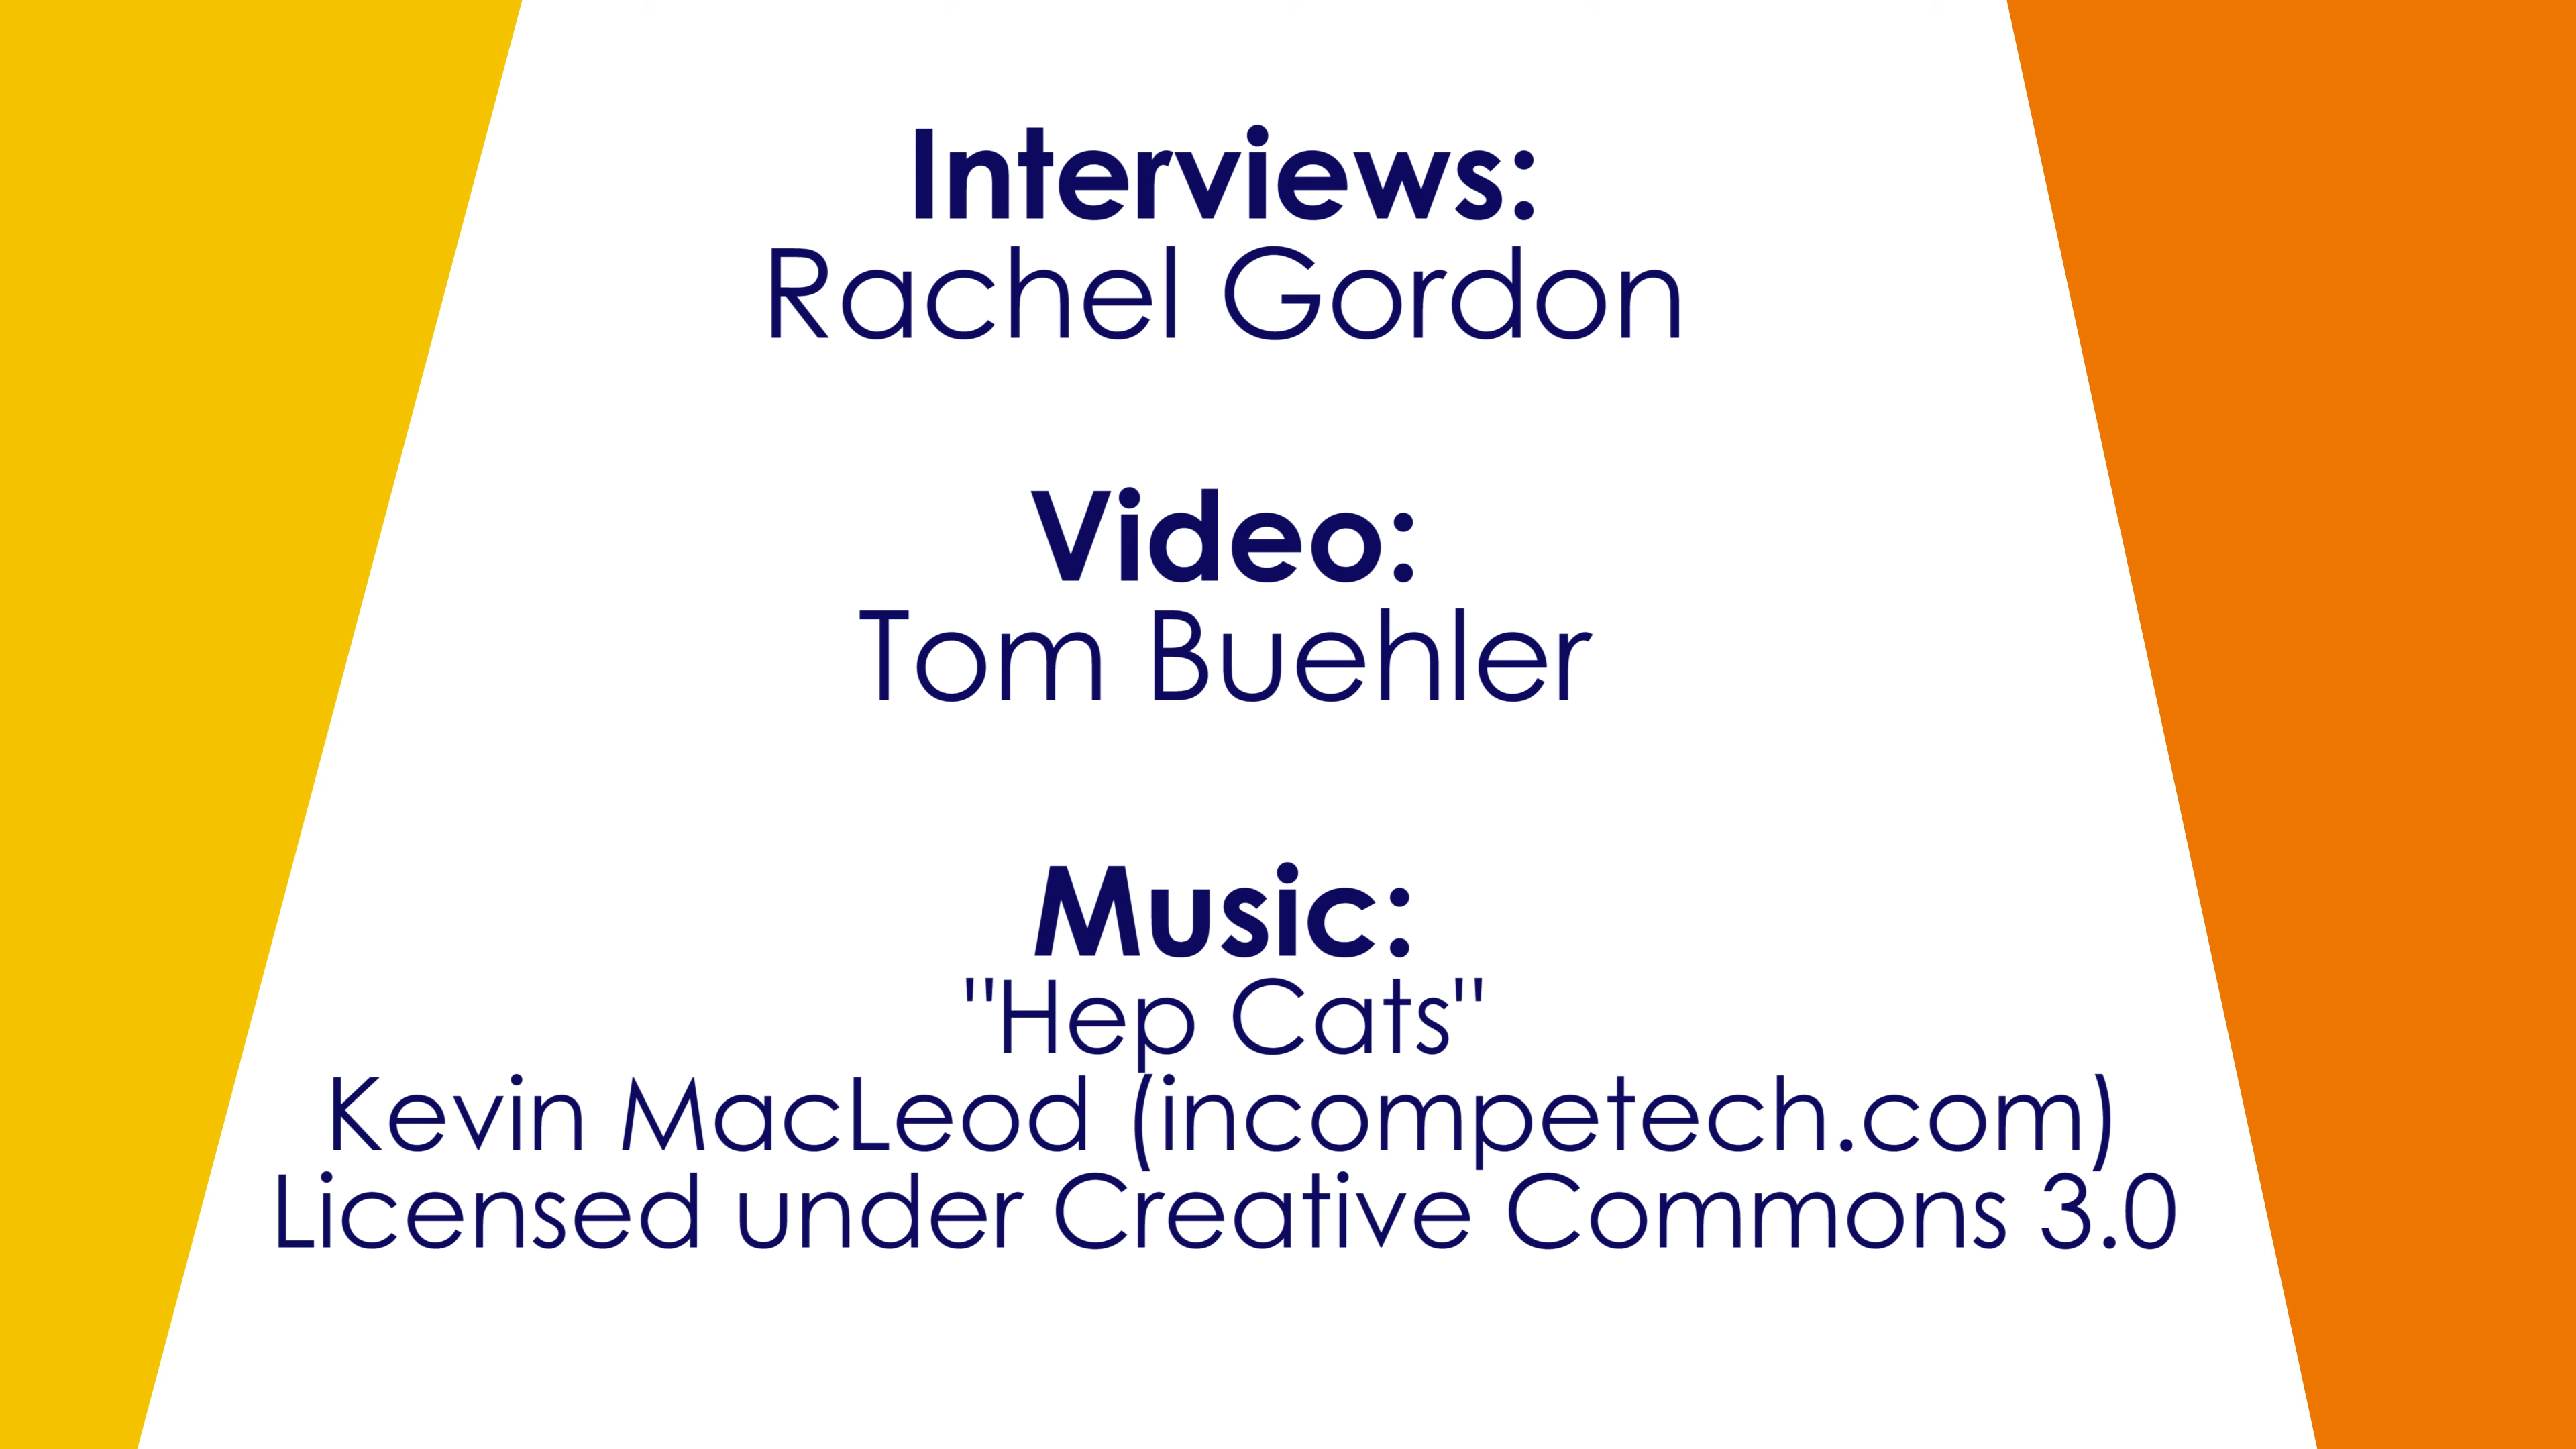 Interviews:
Rachel Gordon
Video:
Tom Buehler
Music:
"Hep Cats"
Kevin MacLeod (incompetech.com)
Licensed under Creative Commons 3.0